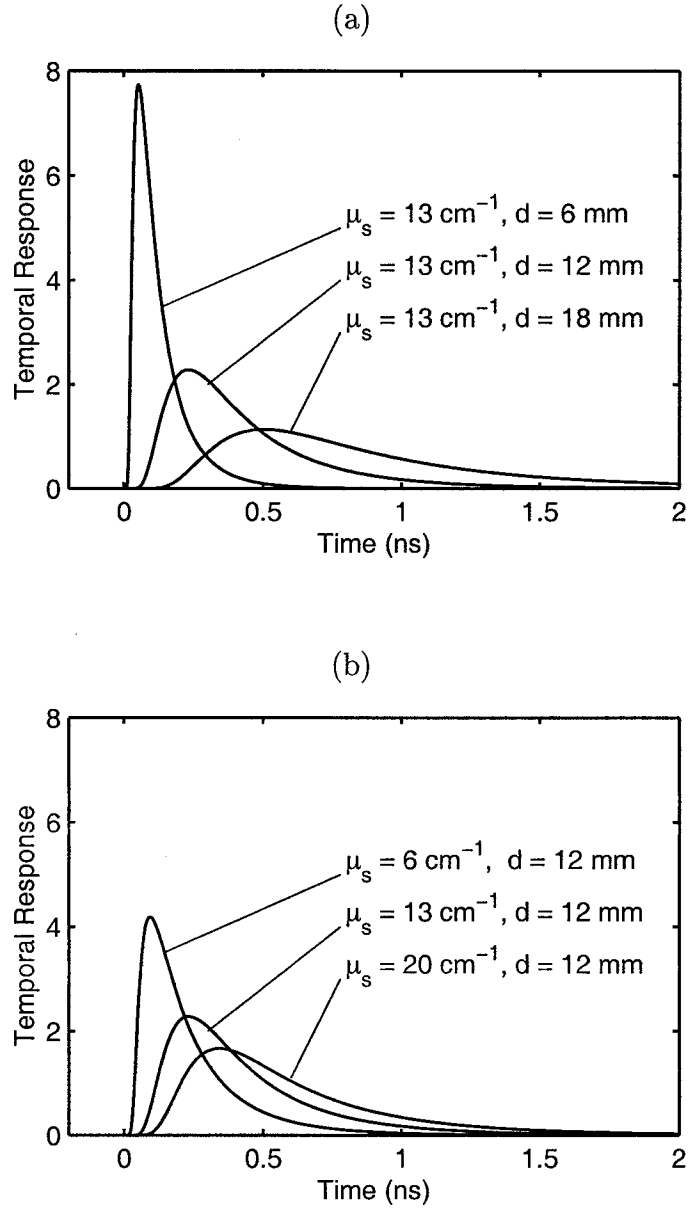 (a)
8
6
4
2
0
Temporal Response
μs = 13 cm⁻¹, d = 6 mm
μs = 13 cm⁻¹, d = 12 mm
μs = 13 cm⁻¹, d = 18 mm
0 0.5 1 1.5 2
Time (ns)
(b)
8
6
4
2
0
Temporal Response
μs = 6 cm⁻¹, d = 12 mm
μs = 13 cm⁻¹, d = 12 mm
μs = 20 cm⁻¹, d = 12 mm
0 0.5 1 1.5 2
Time (ns)